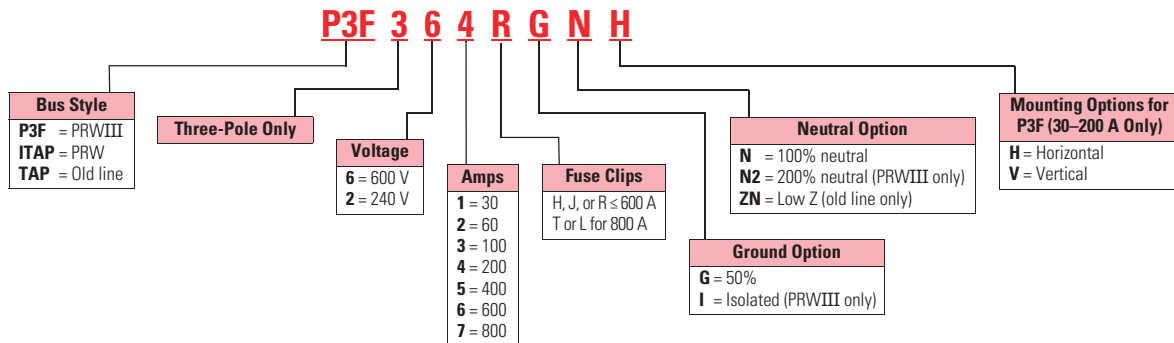 P3F 3 6 4 R G N H
Bus Style
P3F = PRWIII
ITAP = PRW
TAP = Old line
Three-Pole Only
Voltage
6 = 600 V
2 = 240 V
Amps
1 = 30
2 = 60
3 = 100
4 = 200
5 = 400
6 = 600
7 = 800
Fuse Clips
H, J, or R ≤ 600 A
T or L for 800 A
Ground Option
G = 50%
I = Isolated (PRWIII only)
Neutral Option
N = 100% neutral
N2 = 200% neutral (PRWIII only)
ZN = Low Z (old line only)
Mounting Options for
P3F (30–200 A Only)
H = Horizontal
V = Vertical